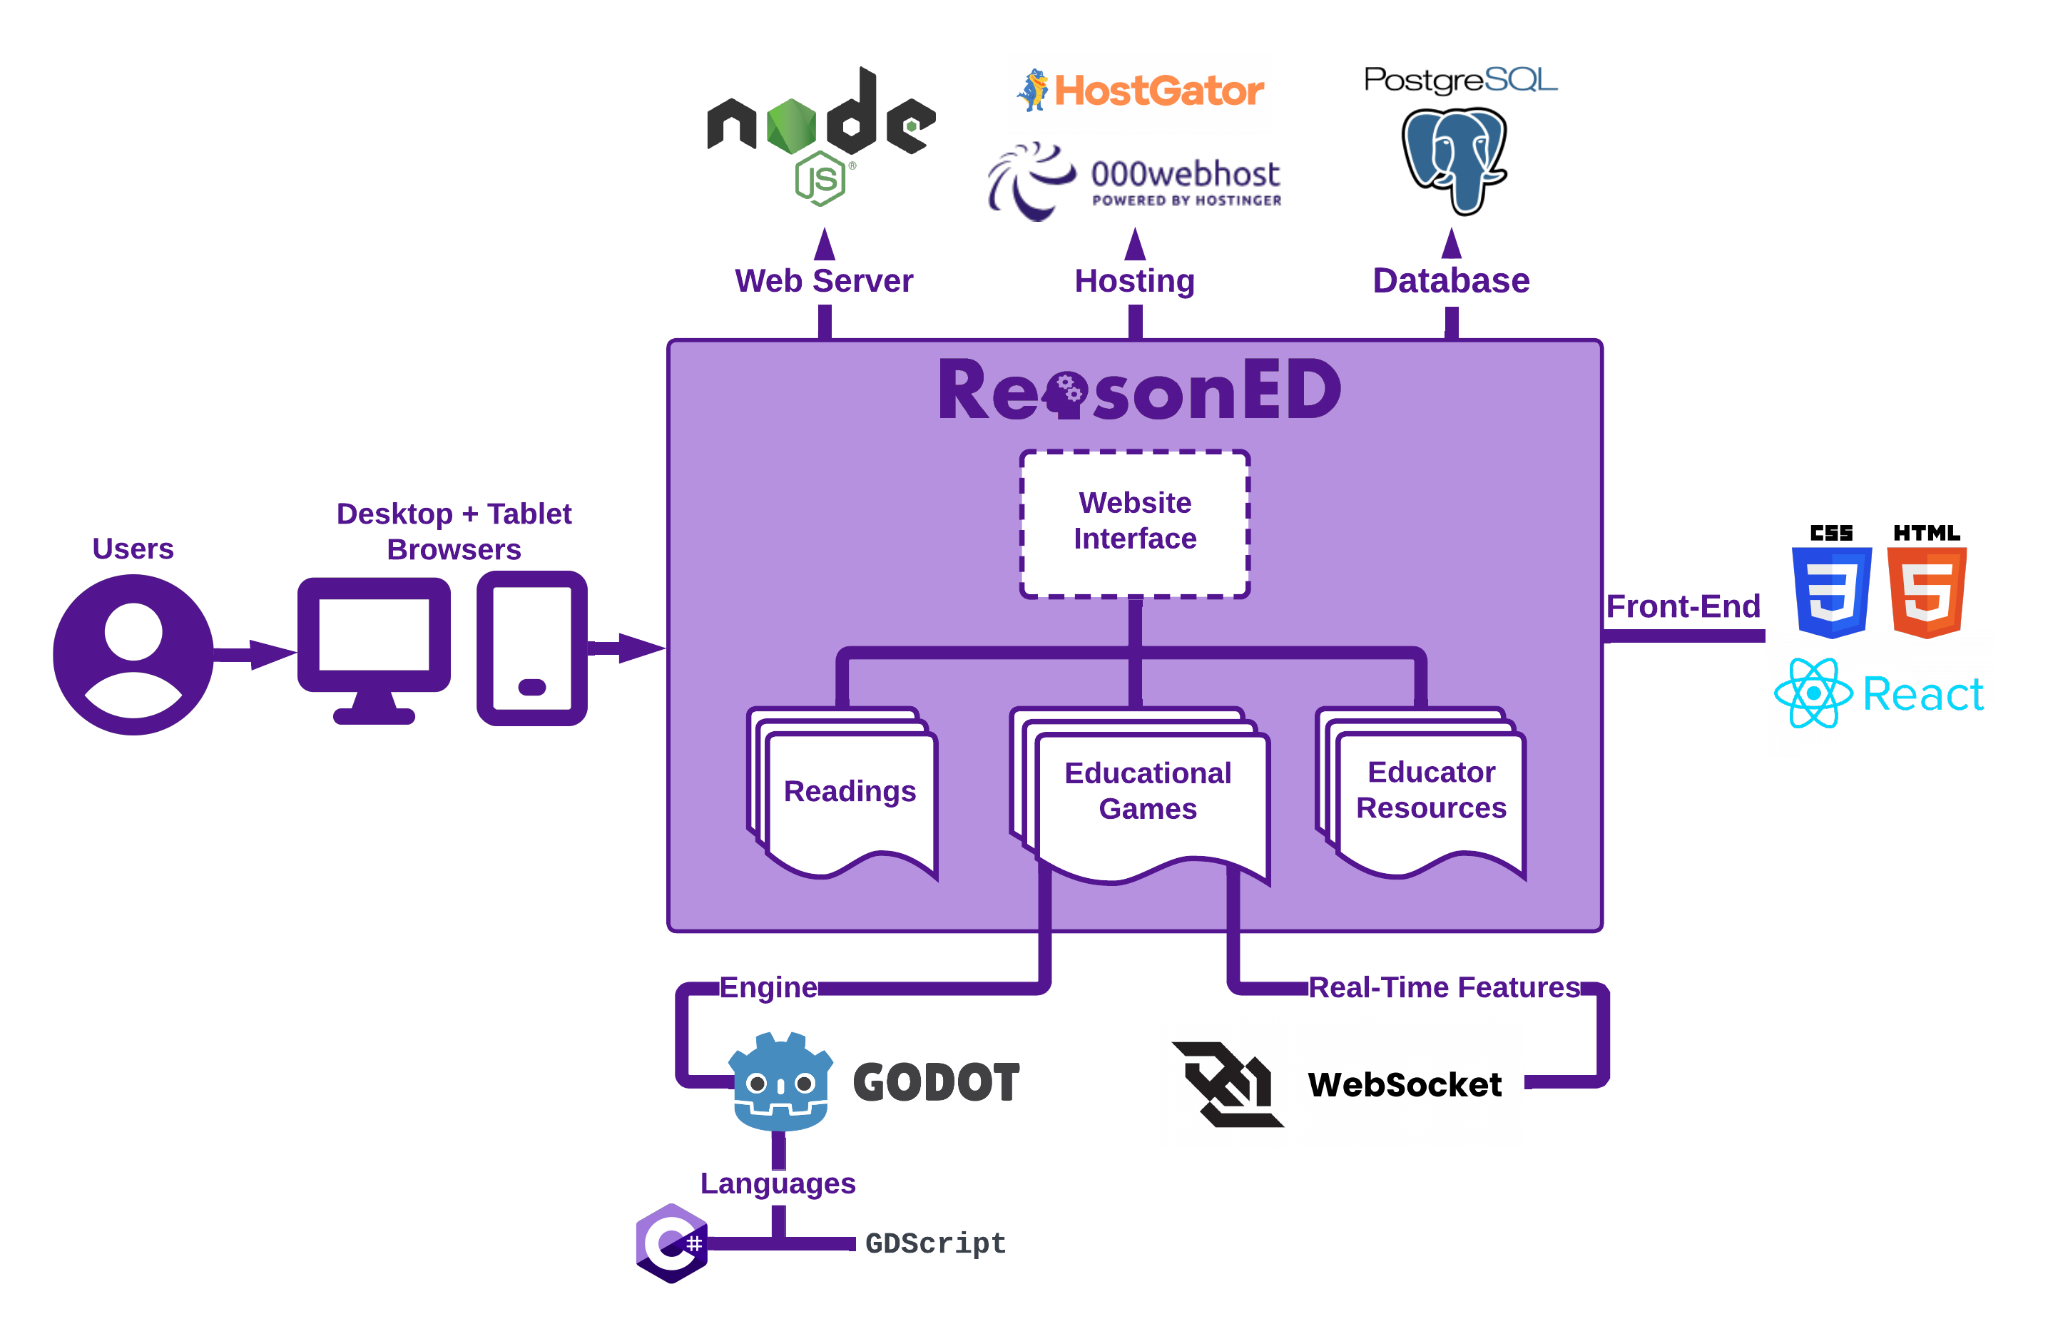 node
JS
®
HostGator
000webhost
POWERED BY HOSTINGER
PostgreSQL
Web Server
Hosting
Database
ReasonED
Website
Interface
Users
Desktop + Tablet
Browsers
Front-End
CSS
HTML
React
Readings
Educational
Games
Educator
Resources
Engine
Real-Time Features
GODOT
WebSocket
Languages
C#
GDScript